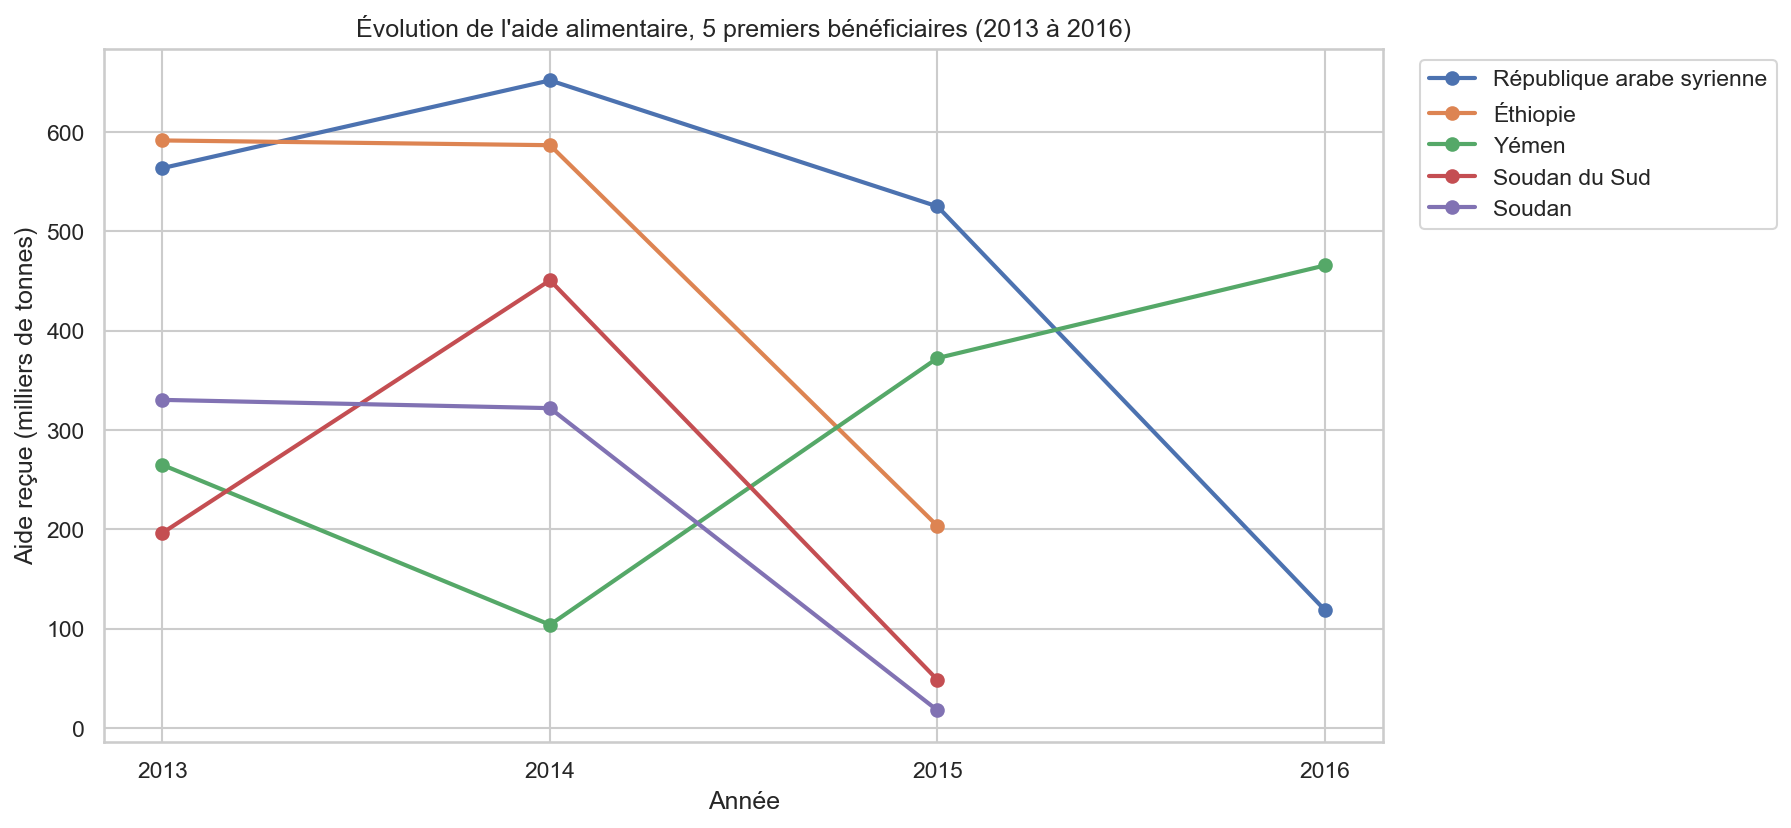 Évolution de l'aide alimentaire, 5 premiers bénéficiaires (2013 à 2016)
République arabe syrienne
Éthiopie
Yémen
Soudan du Sud
Soudan
Aide reçue (milliers de tonnes)
600
500
400
300
200
100
0
2013 2014 2015 2016
Année